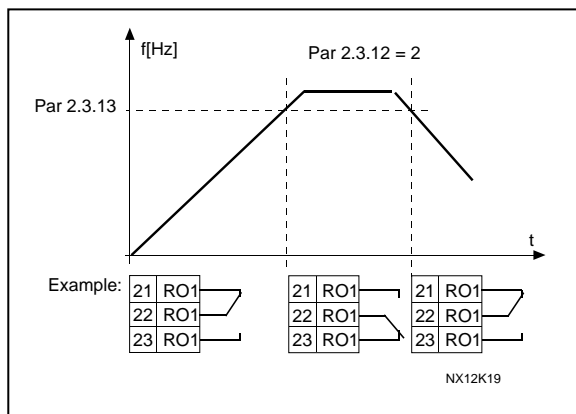 f[Hz]
Par 2.3.12 = 2
Par 2.3.13
t
Example:
21 RO1
22 RO1
23 RO1
21 RO1
22 RO1
23 RO1
21 RO1
22 RO1
23 RO1
NX12K19